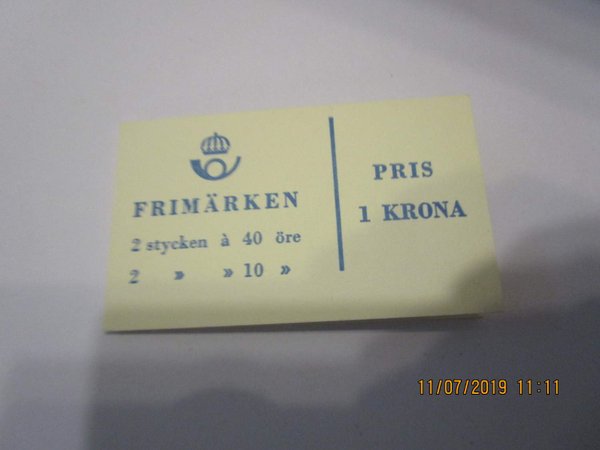 FRIMÄRKEN
2 stycken à 40 öre
2 » » 10 »
PRIS
1 KRONA
11/07/2019 11:11